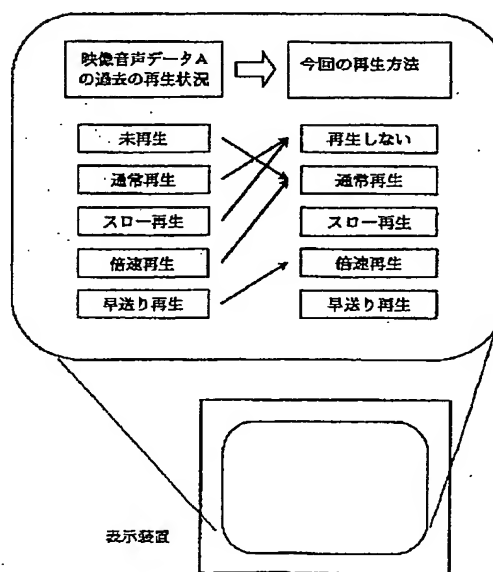 映像音声データA
の過去の再生状況
今回の再生方法
未再生
再生しない
通常再生
通常再生
スロー再生
スロー再生
倍速再生
倍速再生
早送り再生
早送り再生
表示装置